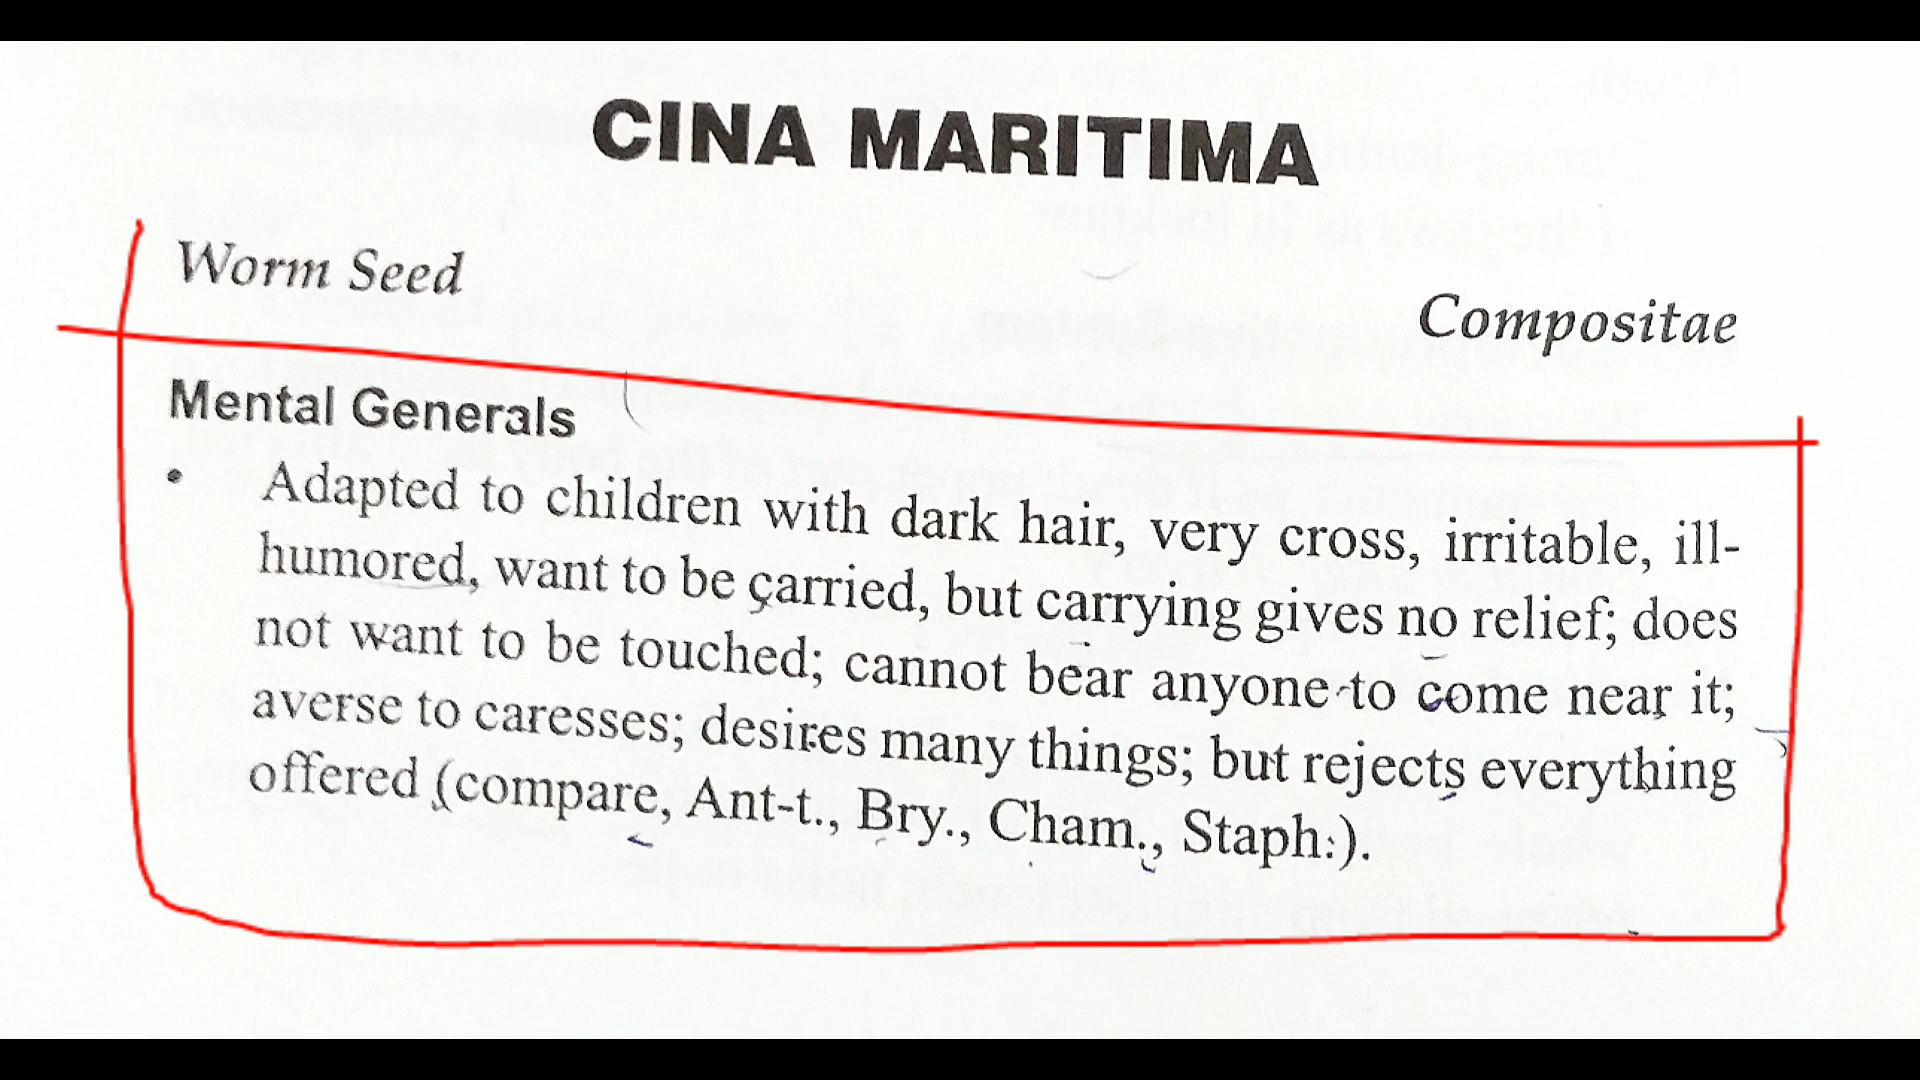 CINA MARITIMA
Worm Seed
Compositae
Mental Generals
• Adapted to children with dark hair, very cross, irritable, ill-
humored, want to be carried, but carrying gives no relief; does
not want to be touched; cannot bear anyone to come near it;
averse to caresses; desires many things; but rejects everything
offered (compare, Ant-t., Bry., Cham., Staph.).